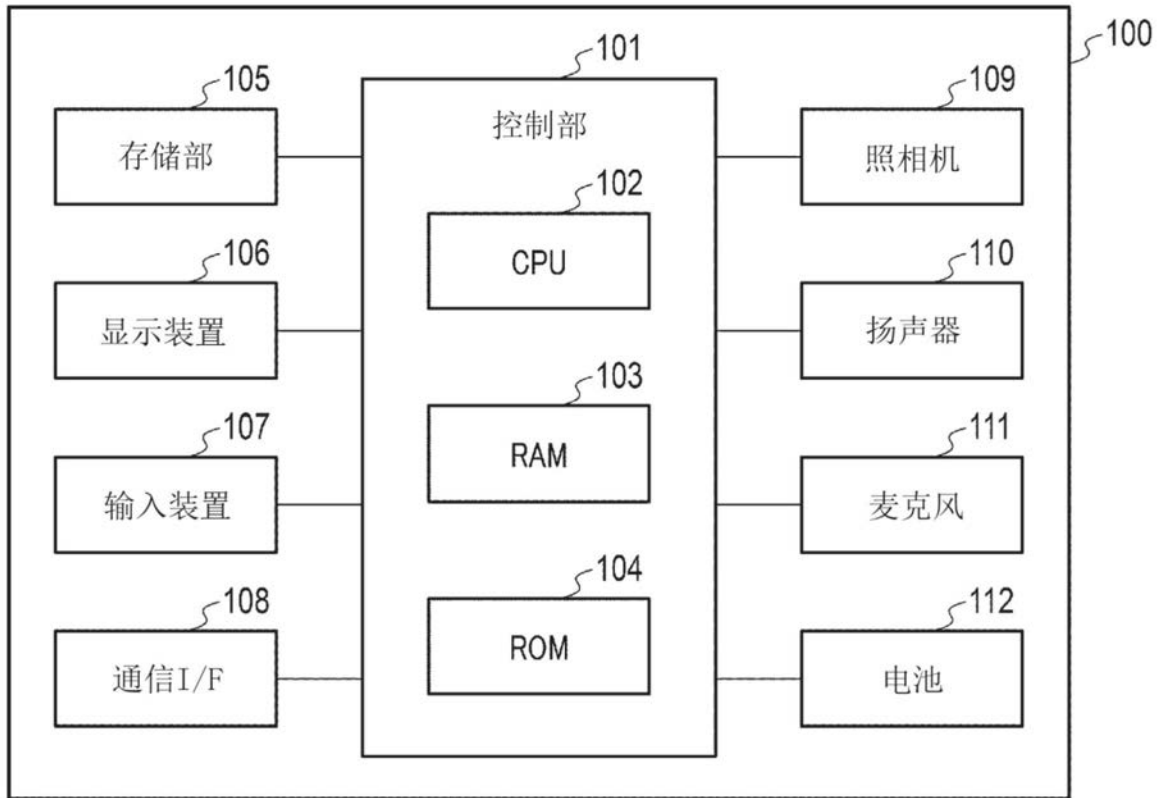 100
101
控制部
102
CPU
103
RAM
104
ROM
105
存储部
106
显示装置
107
输入装置
108
通信I/F
109
照相机
110
扬声器
111
麦克风
112
电池